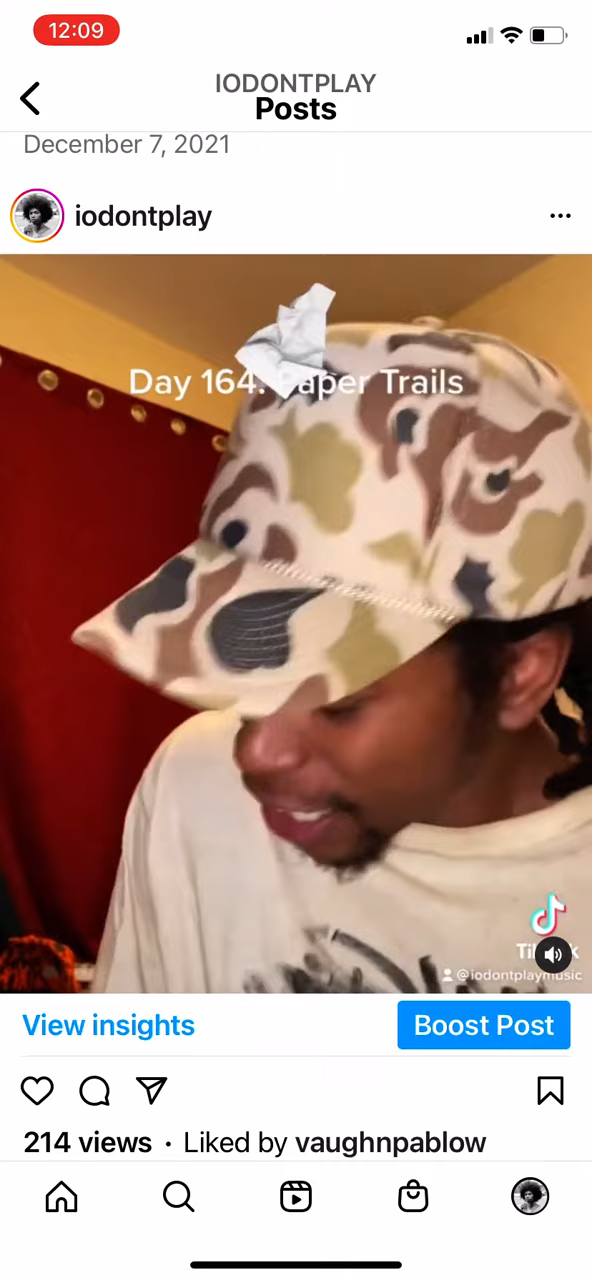 12:09
IODONTPLAY
Posts
December 7, 2021
iodontplay
Day 164: Paper Trails
@iodontplaymusic
View insights
Boost Post
214 views · Liked by vaughnpablow